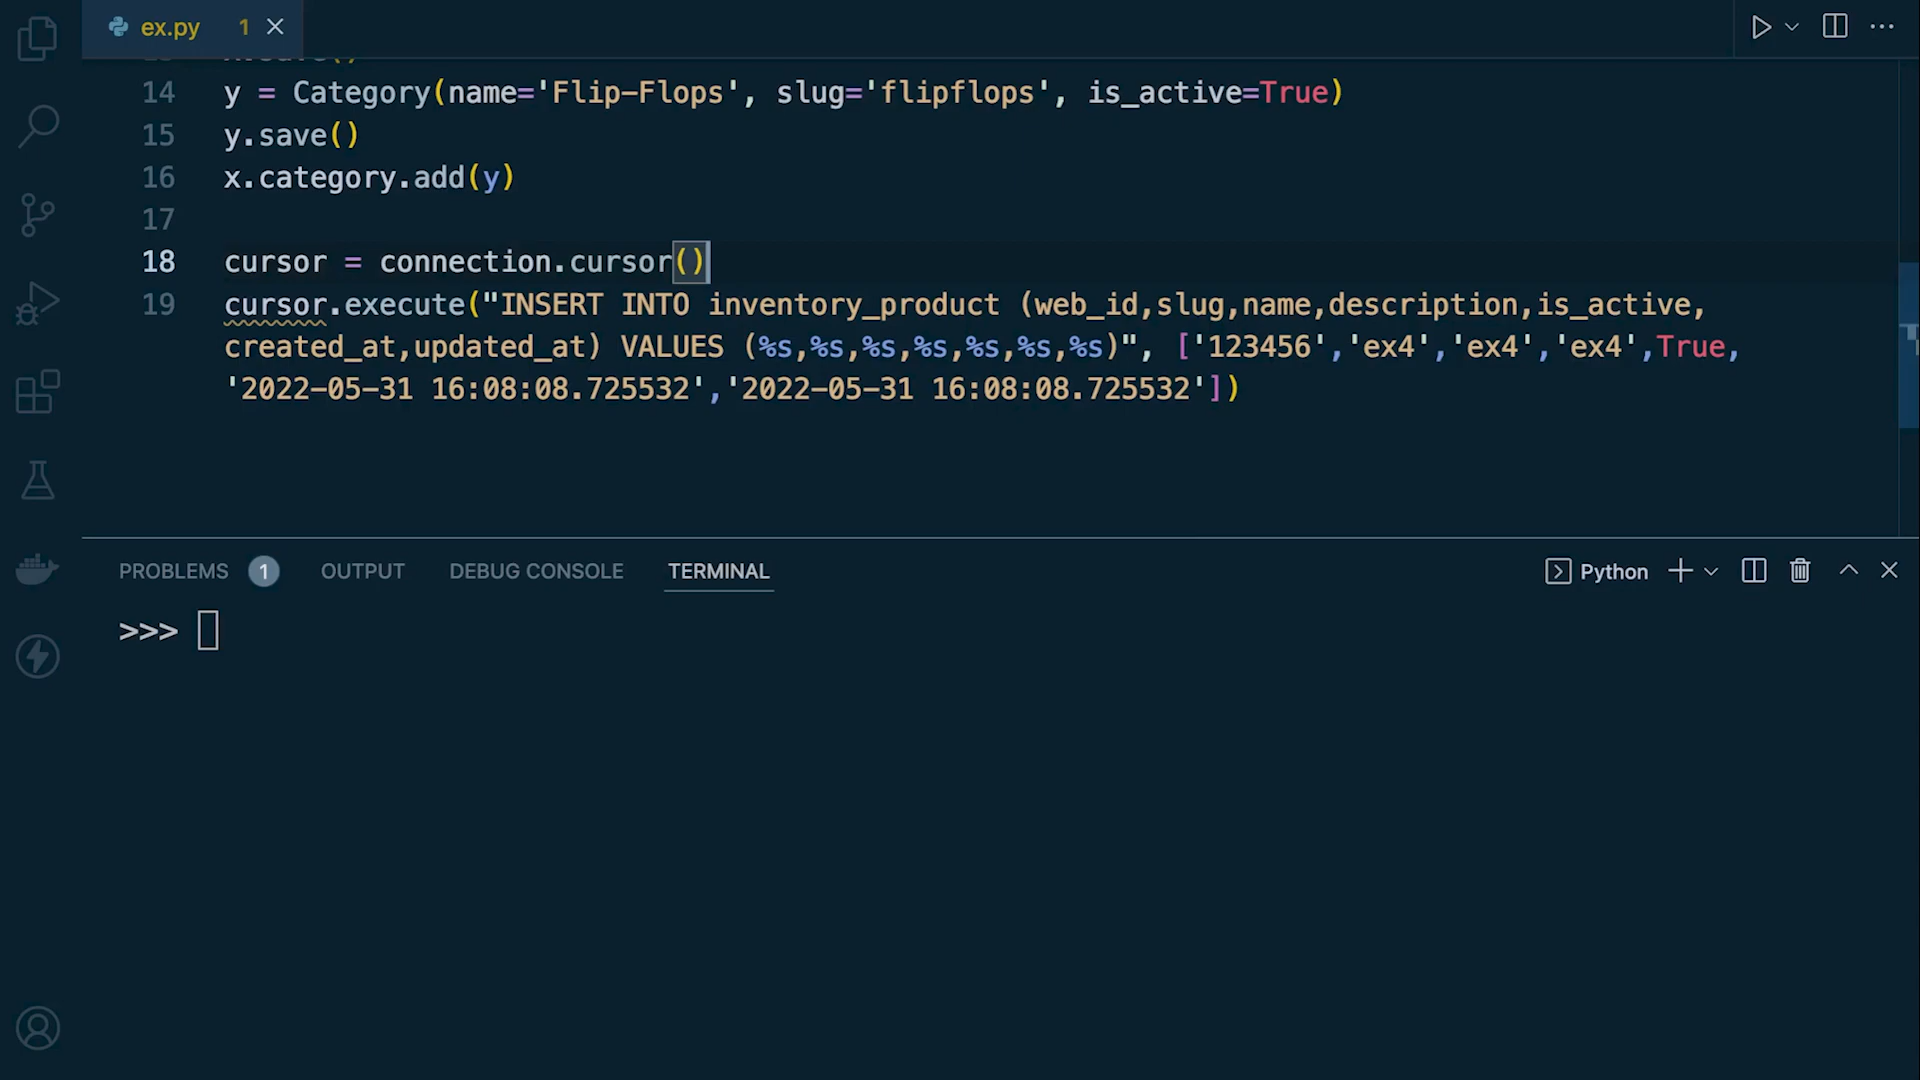 ex.py 1
14 y = Category(name='Flip-Flops', slug='flipflops', is_active=True)
15 y.save()
16 x.category.add(y)
17
18 cursor = connection.cursor()
19 cursor.execute("INSERT INTO inventory_product (web_id,slug,name,description,is_active,
created_at,updated_at) VALUES (%s,%s,%s,%s,%s,%s,%s)", ['123456','ex4','ex4','ex4',True,
'2022-05-31 16:08:08.725532','2022-05-31 16:08:08.725532'])
PROBLEMS 1 OUTPUT DEBUG CONSOLE TERMINAL Python
>>>